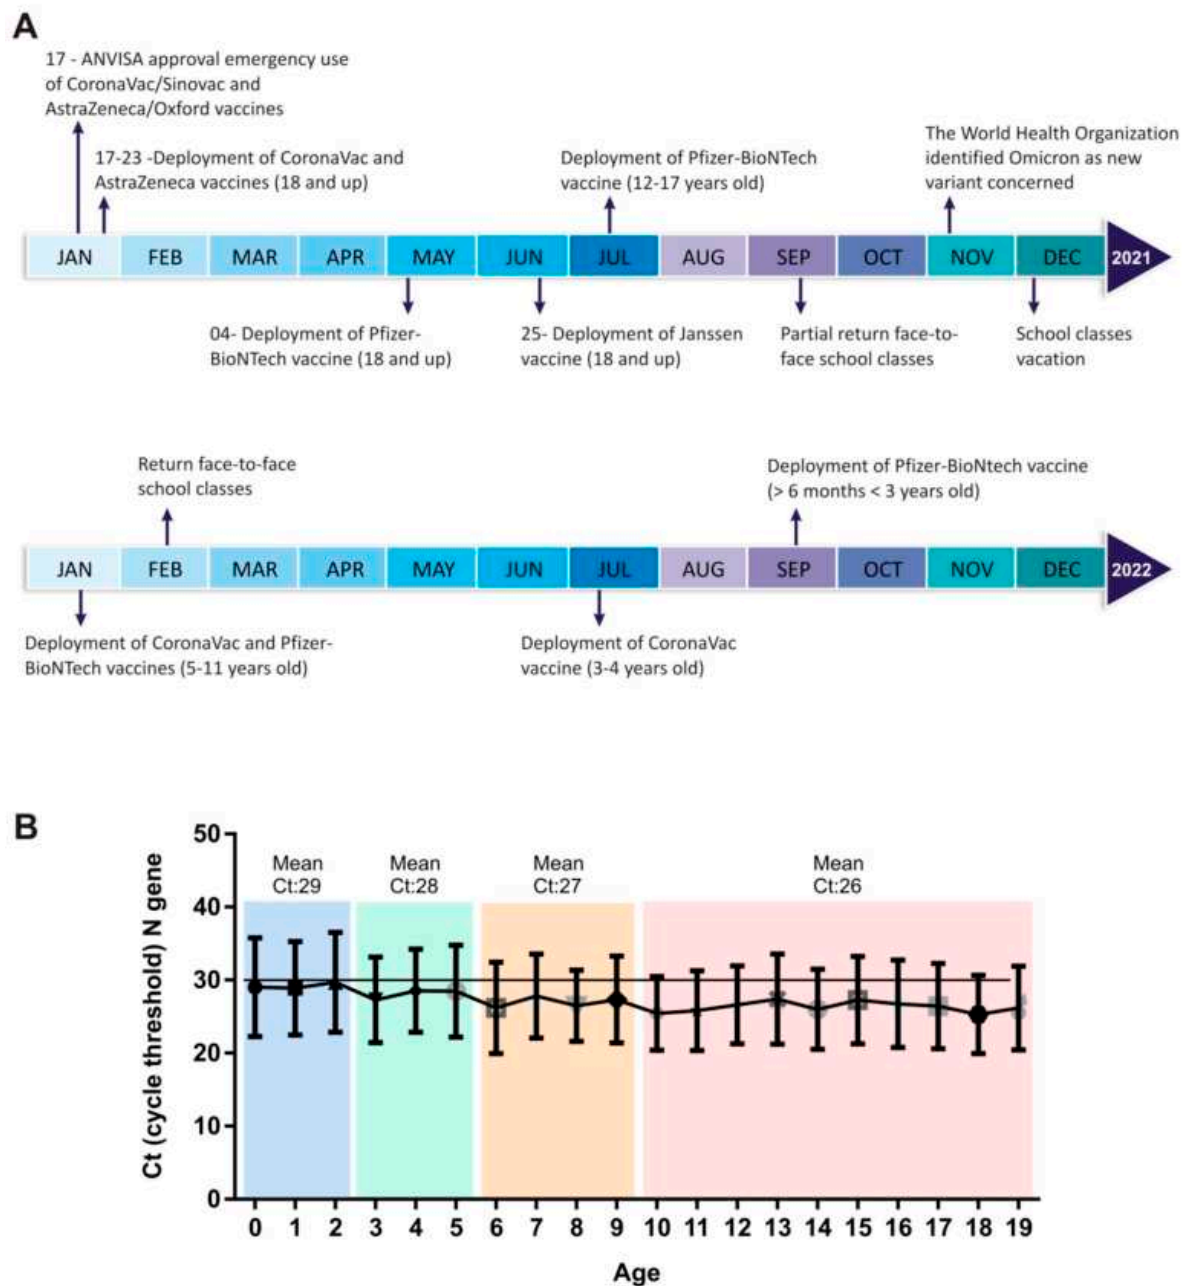 A
17 - ANVISA approval emergency use
of CoronaVac/Sinovac and
AstraZeneca/Oxford vaccines
17-23 -Deployment of CoronaVac and
AstraZeneca vaccines (18 and up)
Deployment of Pfizer-BioNTech
vaccine (12-17 years old)
The World Health Organization
identified Omicron as new
variant concerned
JAN FEB MAR APR MAY JUN JUL AUG SEP OCT NOV DEC 2021
04- Deployment of Pfizer-
BioNTech vaccine (18 and up)
25- Deployment of Janssen
vaccine (18 and up)
Partial return face-to-
face school classes
School classes
vacation
Return face-to-face
school classes
Deployment of Pfizer-BioNtech vaccine
(> 6 months < 3 years old)
JAN FEB MAR APR MAY JUN JUL AUG SEP OCT NOV DEC 2022
Deployment of CoronaVac and Pfizer-
BioNTech vaccines (5-11 years old)
Deployment of CoronaVac
vaccine (3-4 years old)
B
Ct (cycle threshold) N gene
50
40
30
20
10
0
Mean
Ct:29
Mean
Ct:28
Mean
Ct:27
Mean
Ct:26
0 1 2 3 4 5 6 7 8 9 10 11 12 13 14 15 16 17 18 19
Age